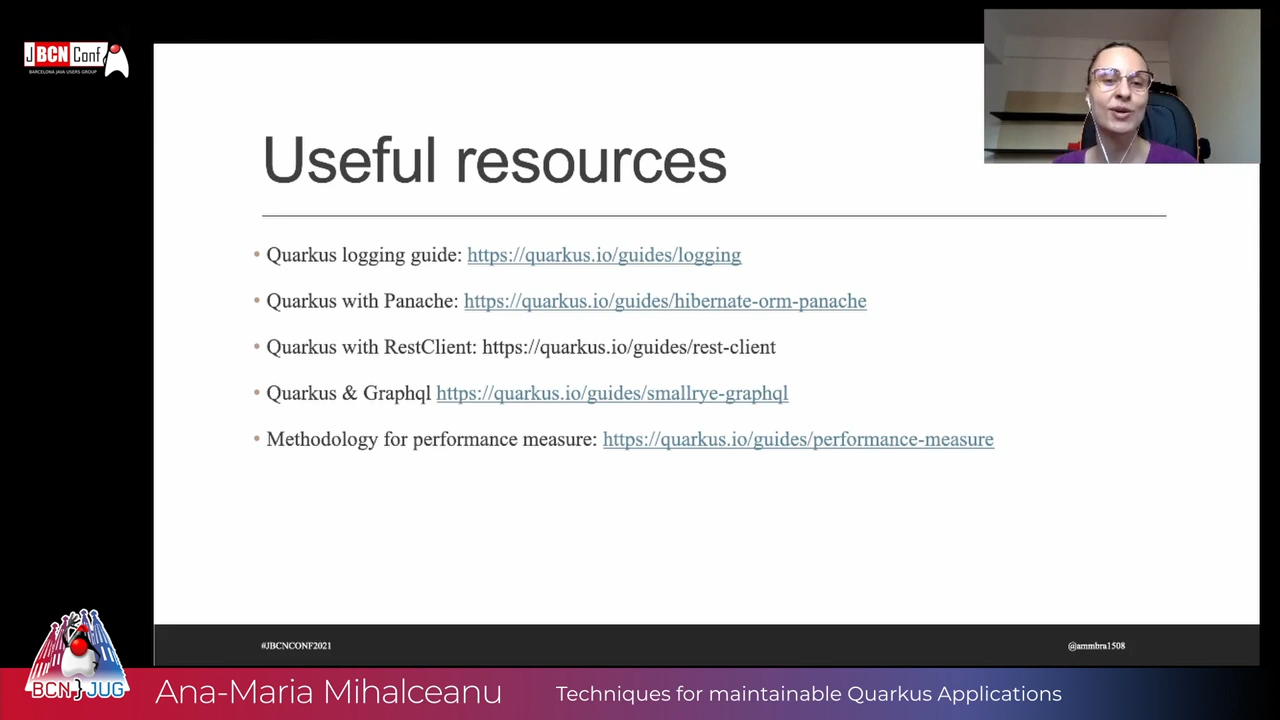 JBCNConf
BARCELONA JAVA USERS GROUP
Useful resources
• Quarkus logging guide: https://quarkus.io/guides/logging
• Quarkus with Panache: https://quarkus.io/guides/hibernate-orm-panache
• Quarkus with RestClient: https://quarkus.io/guides/rest-client
• Quarkus & Graphql https://quarkus.io/guides/smallrye-graphql
• Methodology for performance measure: https://quarkus.io/guides/performance-measure
#JBCNCONF2021
@ammbra1508
BCN}JUG
Ana-Maria Mihalceanu
Techniques for maintainable Quarkus Applications